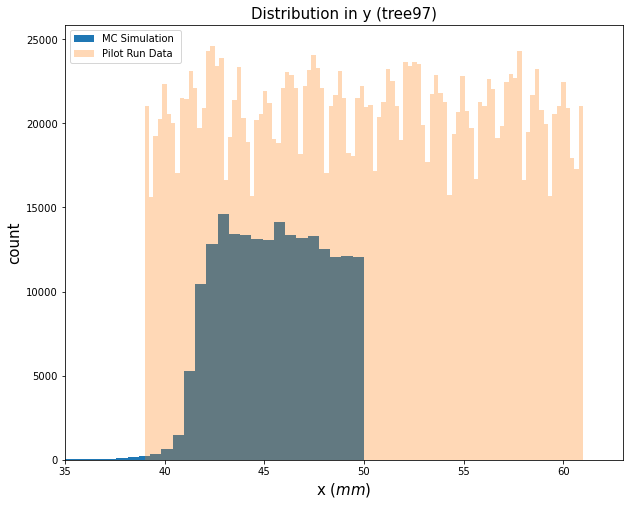 Distribution in y (tree97)
MC Simulation
Pilot Run Data
count
25000
20000
15000
10000
5000
0
35 40 45 50 55 60
x (mm)